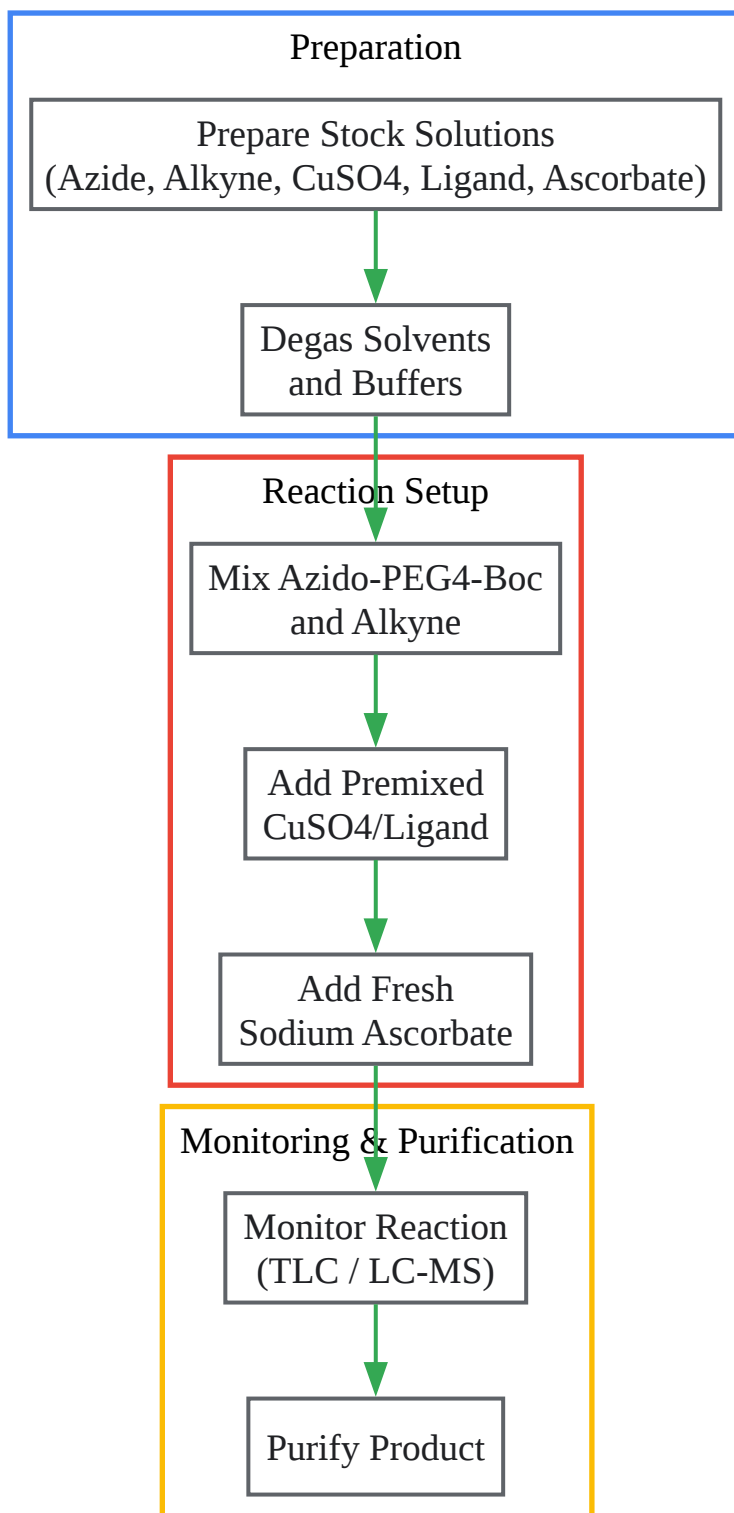 Preparation
Prepare Stock Solutions
(Azide, Alkyne, CuSO4, Ligand, Ascorbate)
Degas Solvents
and Buffers
Reaction Setup
Mix Azido-PEG4-Boc
and Alkyne
Add Premixed
CuSO4/Ligand
Add Fresh
Sodium Ascorbate
Monitoring & Purification
Monitor Reaction
(TLC / LC-MS)
Purify Product